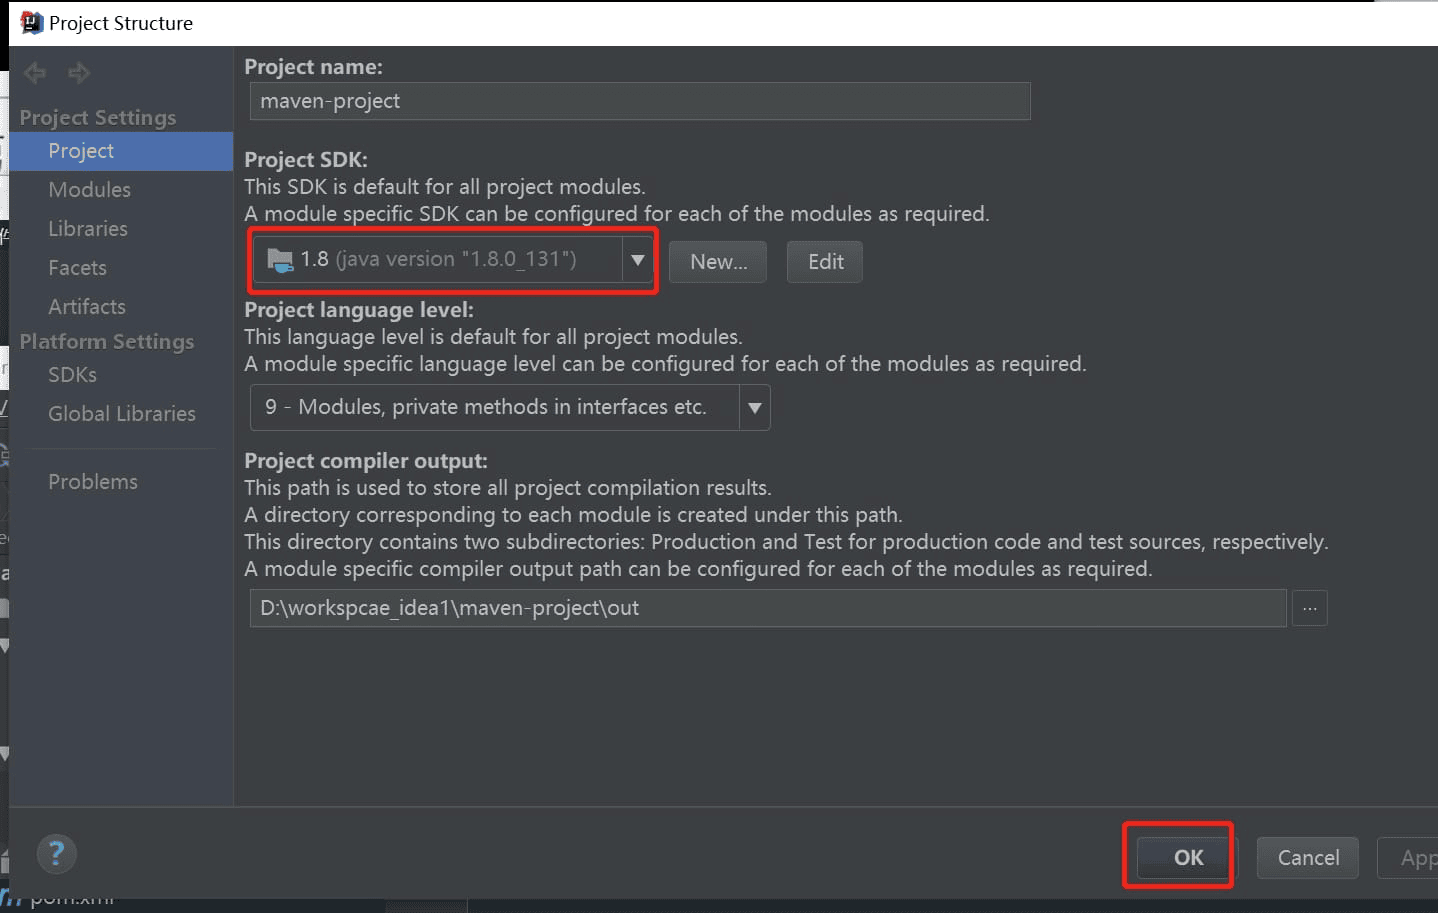 Project Structure
Project name:
maven-project
Project Settings
Project
Modules
Libraries
Facets
Artifacts
Platform Settings
SDKs
Global Libraries
Problems
Project SDK:
This SDK is default for all project modules.
A module specific SDK can be configured for each of the modules as required.
1.8 (java version "1.8.0_131")
New...
Edit
Project language level:
This language level is default for all project modules.
A module specific language level can be configured for each of the modules as required.
9 - Modules, private methods in interfaces etc.
Project compiler output:
This path is used to store all project compilation results.
A directory corresponding to each module is created under this path.
This directory contains two subdirectories: Production and Test for production code and test sources, respectively.
A module specific compiler output path can be configured for each of the modules as required.
D:\workspcae_idea1\maven-project\out
...
?
OK
Cancel
App
pom.xml